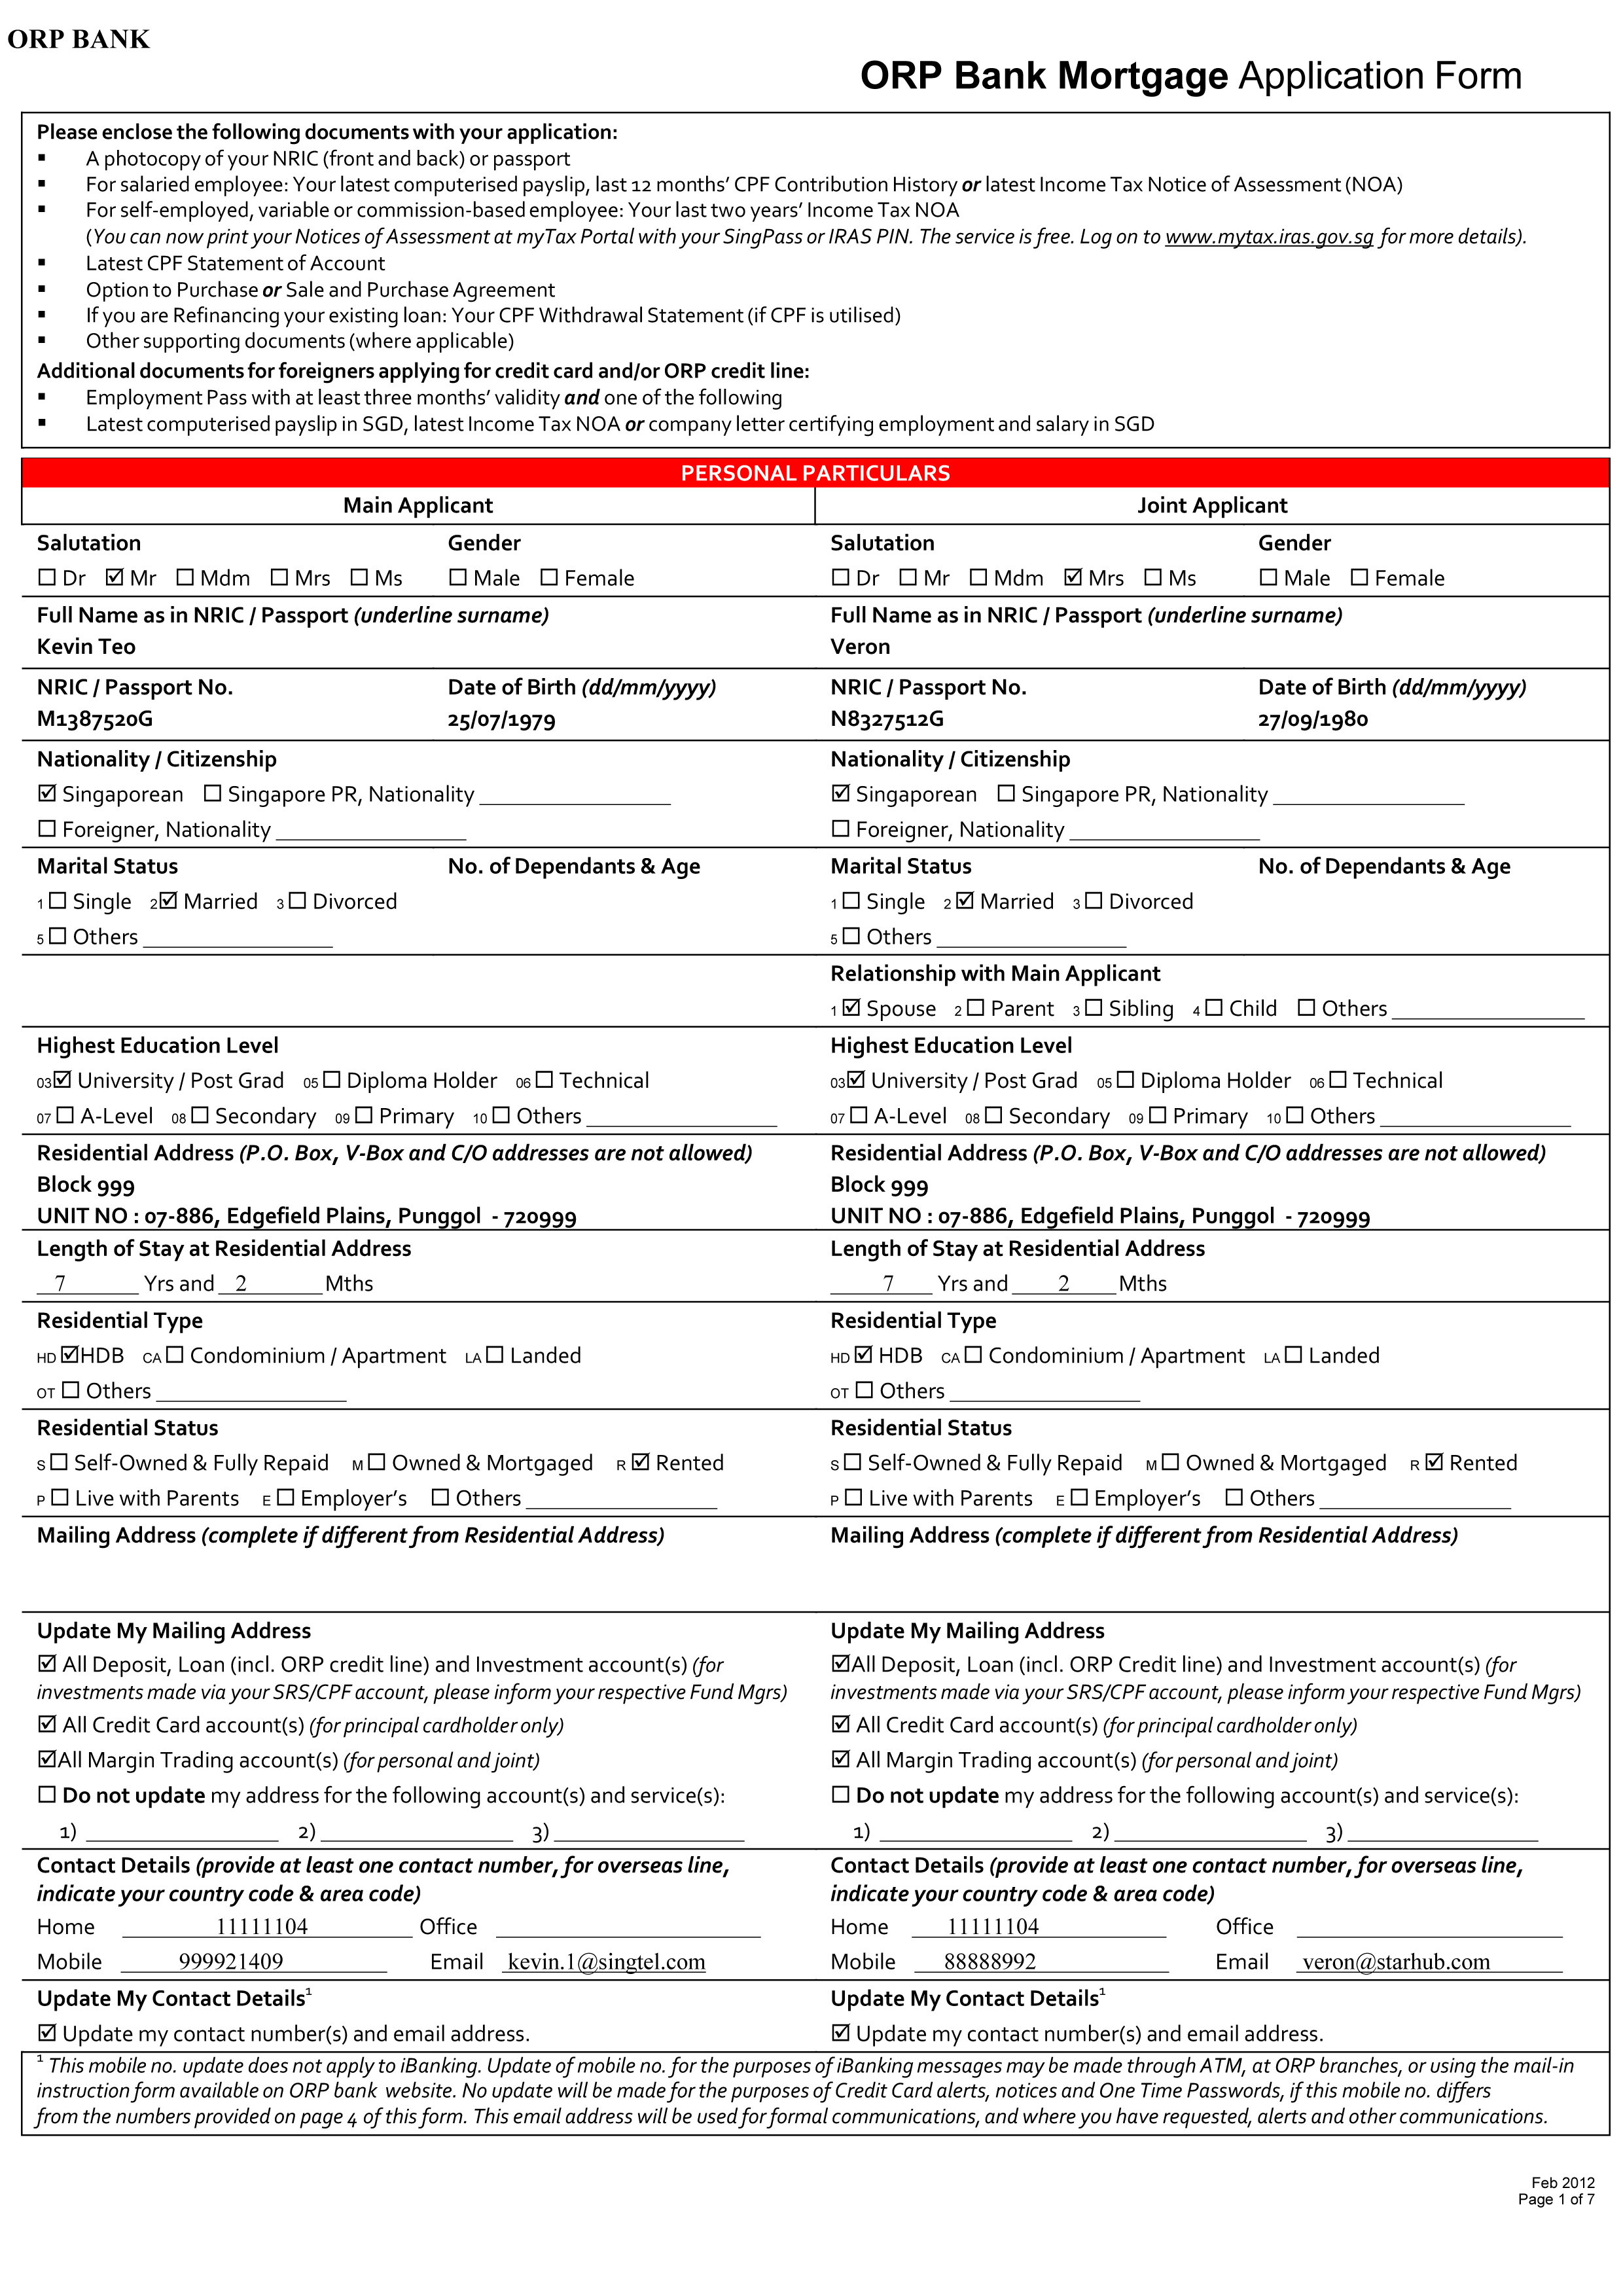 ORP BANK
ORP Bank Mortgage Application Form
Please enclose the following documents with your application:
▪ A photocopy of your NRIC (front and back) or passport
▪ For salaried employee: Your latest computerised payslip, last 12 months’ CPF Contribution History or latest Income Tax Notice of Assessment (NOA)
▪ For self-employed, variable or commission-based employee: Your last two years’ Income Tax NOA
(You can now print your Notices of Assessment at myTax Portal with your SingPass or IRAS PIN. The service is free. Log on to www.mytax.iras.gov.sg for more details).
▪ Latest CPF Statement of Account
▪ Option to Purchase or Sale and Purchase Agreement
▪ If you are Refinancing your existing loan: Your CPF Withdrawal Statement (if CPF is utilised)
▪ Other supporting documents (where applicable)
Additional documents for foreigners applying for credit card and/or ORP credit line:
▪ Employment Pass with at least three months’ validity and one of the following
▪ Latest computerised payslip in SGD, latest Income Tax NOA or company letter certifying employment and salary in SGD
PERSONAL PARTICULARS
Main Applicant Joint Applicant
Salutation Gender Salutation Gender
☐ Dr ☑ Mr ☐ Mdm ☐ Mrs ☐ Ms ☐ Male ☐ Female ☐ Dr ☐ Mr ☐ Mdm ☑ Mrs ☐ Ms ☐ Male ☐ Female
Full Name as in NRIC / Passport (underline surname) Full Name as in NRIC / Passport (underline surname)
Kevin Teo Veron
NRIC / Passport No. Date of Birth (dd/mm/yyyy) NRIC / Passport No. Date of Birth (dd/mm/yyyy)
M1387520G 25/07/1979 N8327512G 27/09/1980
Nationality / Citizenship Nationality / Citizenship
☑ Singaporean ☐ Singapore PR, Nationality ☑ Singaporean ☐ Singapore PR, Nationality
☐ Foreigner, Nationality ☐ Foreigner, Nationality
Marital Status No. of Dependants & Age Marital Status No. of Dependants & Age
1 ☐ Single 2 ☑ Married 3 ☐ Divorced 1 ☐ Single 2 ☑ Married 3 ☐ Divorced
5 ☐ Others 5 ☐ Others
Relationship with Main Applicant
1 ☑ Spouse 2 ☐ Parent 3 ☐ Sibling 4 ☐ Child ☐ Others
Highest Education Level Highest Education Level
03 ☑ University / Post Grad 05 ☐ Diploma Holder 06 ☐ Technical 03 ☑ University / Post Grad 05 ☐ Diploma Holder 06 ☐ Technical
07 ☐ A-Level 08 ☐ Secondary 09 ☐ Primary 10 ☐ Others 07 ☐ A-Level 08 ☐ Secondary 09 ☐ Primary 10 ☐ Others
Residential Address (P.O. Box, V-Box and C/O addresses are not allowed) Residential Address (P.O. Box, V-Box and C/O addresses are not allowed)
Block 999 Block 999
UNIT NO : 07-886, Edgefield Plains, Punggol - 720999 UNIT NO : 07-886, Edgefield Plains, Punggol - 720999
Length of Stay at Residential Address Length of Stay at Residential Address
7 Yrs and 2 Mths 7 Yrs and 2 Mths
Residential Type Residential Type
HD ☑ HDB CA ☐ Condominium / Apartment LA ☐ Landed HD ☑ HDB CA ☐ Condominium / Apartment LA ☐ Landed
OT ☐ Others OT ☐ Others
Residential Status Residential Status
S ☐ Self-Owned & Fully Repaid M ☐ Owned & Mortgaged R ☑ Rented S ☐ Self-Owned & Fully Repaid M ☐ Owned & Mortgaged R ☑ Rented
P ☐ Live with Parents E ☐ Employer’s ☐ Others P ☐ Live with Parents E ☐ Employer’s ☐ Others
Mailing Address (complete if different from Residential Address) Mailing Address (complete if different from Residential Address)
Update My Mailing Address Update My Mailing Address
☑ All Deposit, Loan (incl. ORP credit line) and Investment account(s) (for ☑ All Deposit, Loan (incl. ORP Credit line) and Investment account(s) (for
investments made via your SRS/CPF account, please inform your respective Fund Mgrs) investments made via your SRS/CPF account, please inform your respective Fund Mgrs)
☑ All Credit Card account(s) (for principal cardholder only) ☑ All Credit Card account(s) (for principal cardholder only)
☑ All Margin Trading account(s) (for personal and joint) ☑ All Margin Trading account(s) (for personal and joint)
☐ Do not update my address for the following account(s) and service(s): ☐ Do not update my address for the following account(s) and service(s):
1) 2) 3) 1) 2) 3)
Contact Details (provide at least one contact number, for overseas line, Contact Details (provide at least one contact number, for overseas line,
indicate your country code & area code) indicate your country code & area code)
Home 11111104 Office Home 11111104 Office
Mobile 999921409 Email kevin.1@singtel.com Mobile 88888992 Email veron@starhub.com
Update My Contact Details1 Update My Contact Details1
☑ Update my contact number(s) and email address. ☑ Update my contact number(s) and email address.
1 This mobile no. update does not apply to iBanking. Update of mobile no. for the purposes of iBanking messages may be made through ATM, at ORP branches, or using the mail-in
instruction form available on ORP bank website. No update will be made for the purposes of Credit Card alerts, notices and One Time Passwords, if this mobile no. differs
from the numbers provided on page 4 of this form. This email address will be used for formal communications, and where you have requested, alerts and other communications.
Feb 2012
Page 1 of 7